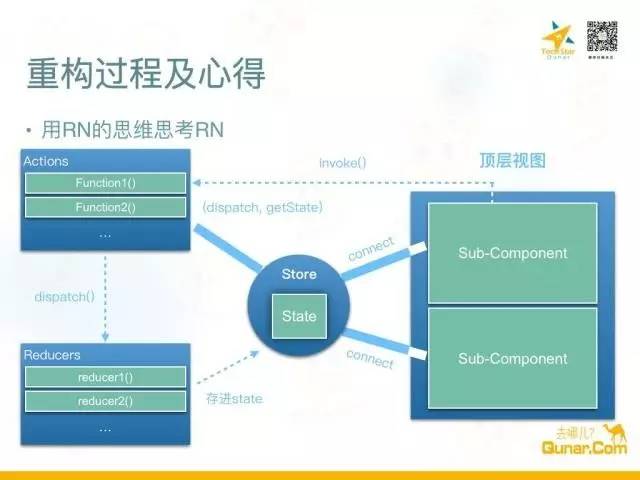 Tech Star
Qunar
重构过程及心得
• 用RN的思维思考RN
Actions
Function1()
Function2()
...
invoke()
顶层视图
(dispatch, getState)
connect
Sub-Component
Store
State
dispatch()
connect
Sub-Component
Reducers
reducer1()
reducer2()
...
存进state
去哪儿?
Qunar.Com